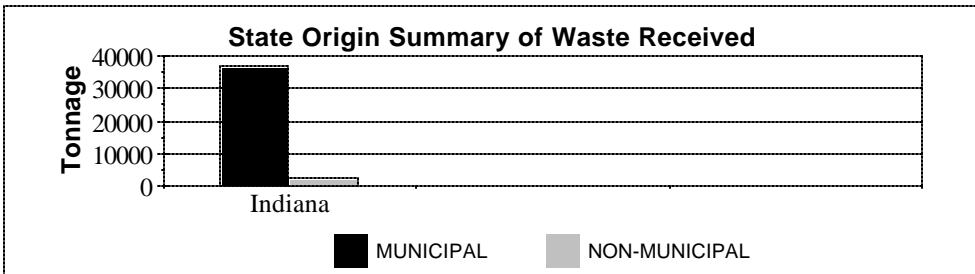 State Origin Summary of Waste Received
Tonnage
40000
30000
20000
10000
0
Indiana
MUNICIPAL NON-MUNICIPAL